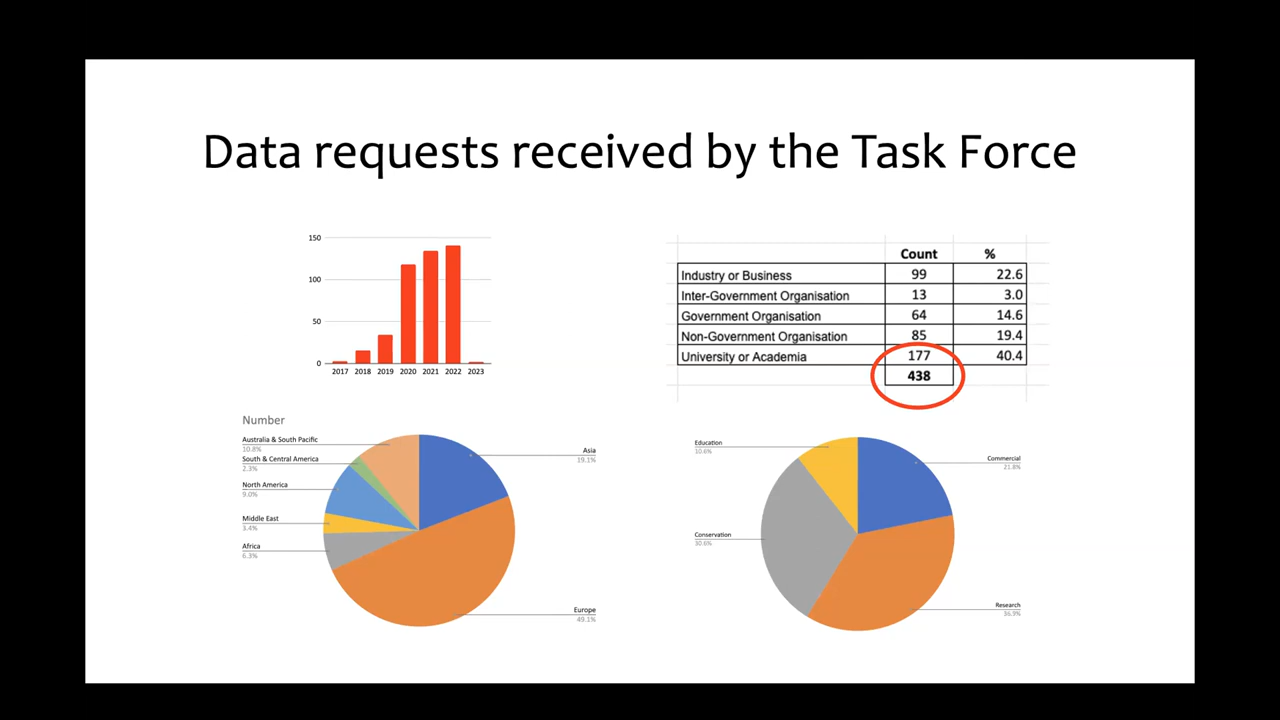 Data requests received by the Task Force
150
100
50
0
2017 2018 2019 2020 2021 2022 2023
Count %
Industry or Business 99 22.6
Inter-Government Organisation 13 3.0
Government Organisation 64 14.6
Non-Government Organisation 85 19.4
University or Academia 177 40.4
438
Number
Australia & South Pacific
10.8%
South & Central America
2.3%
North America
9.0%
Middle East
3.4%
Africa
6.3%
Asia
19.1%
Europe
49.1%
Education
10.6%
Conservation
30.6%
Commercial
21.8%
Research
36.9%